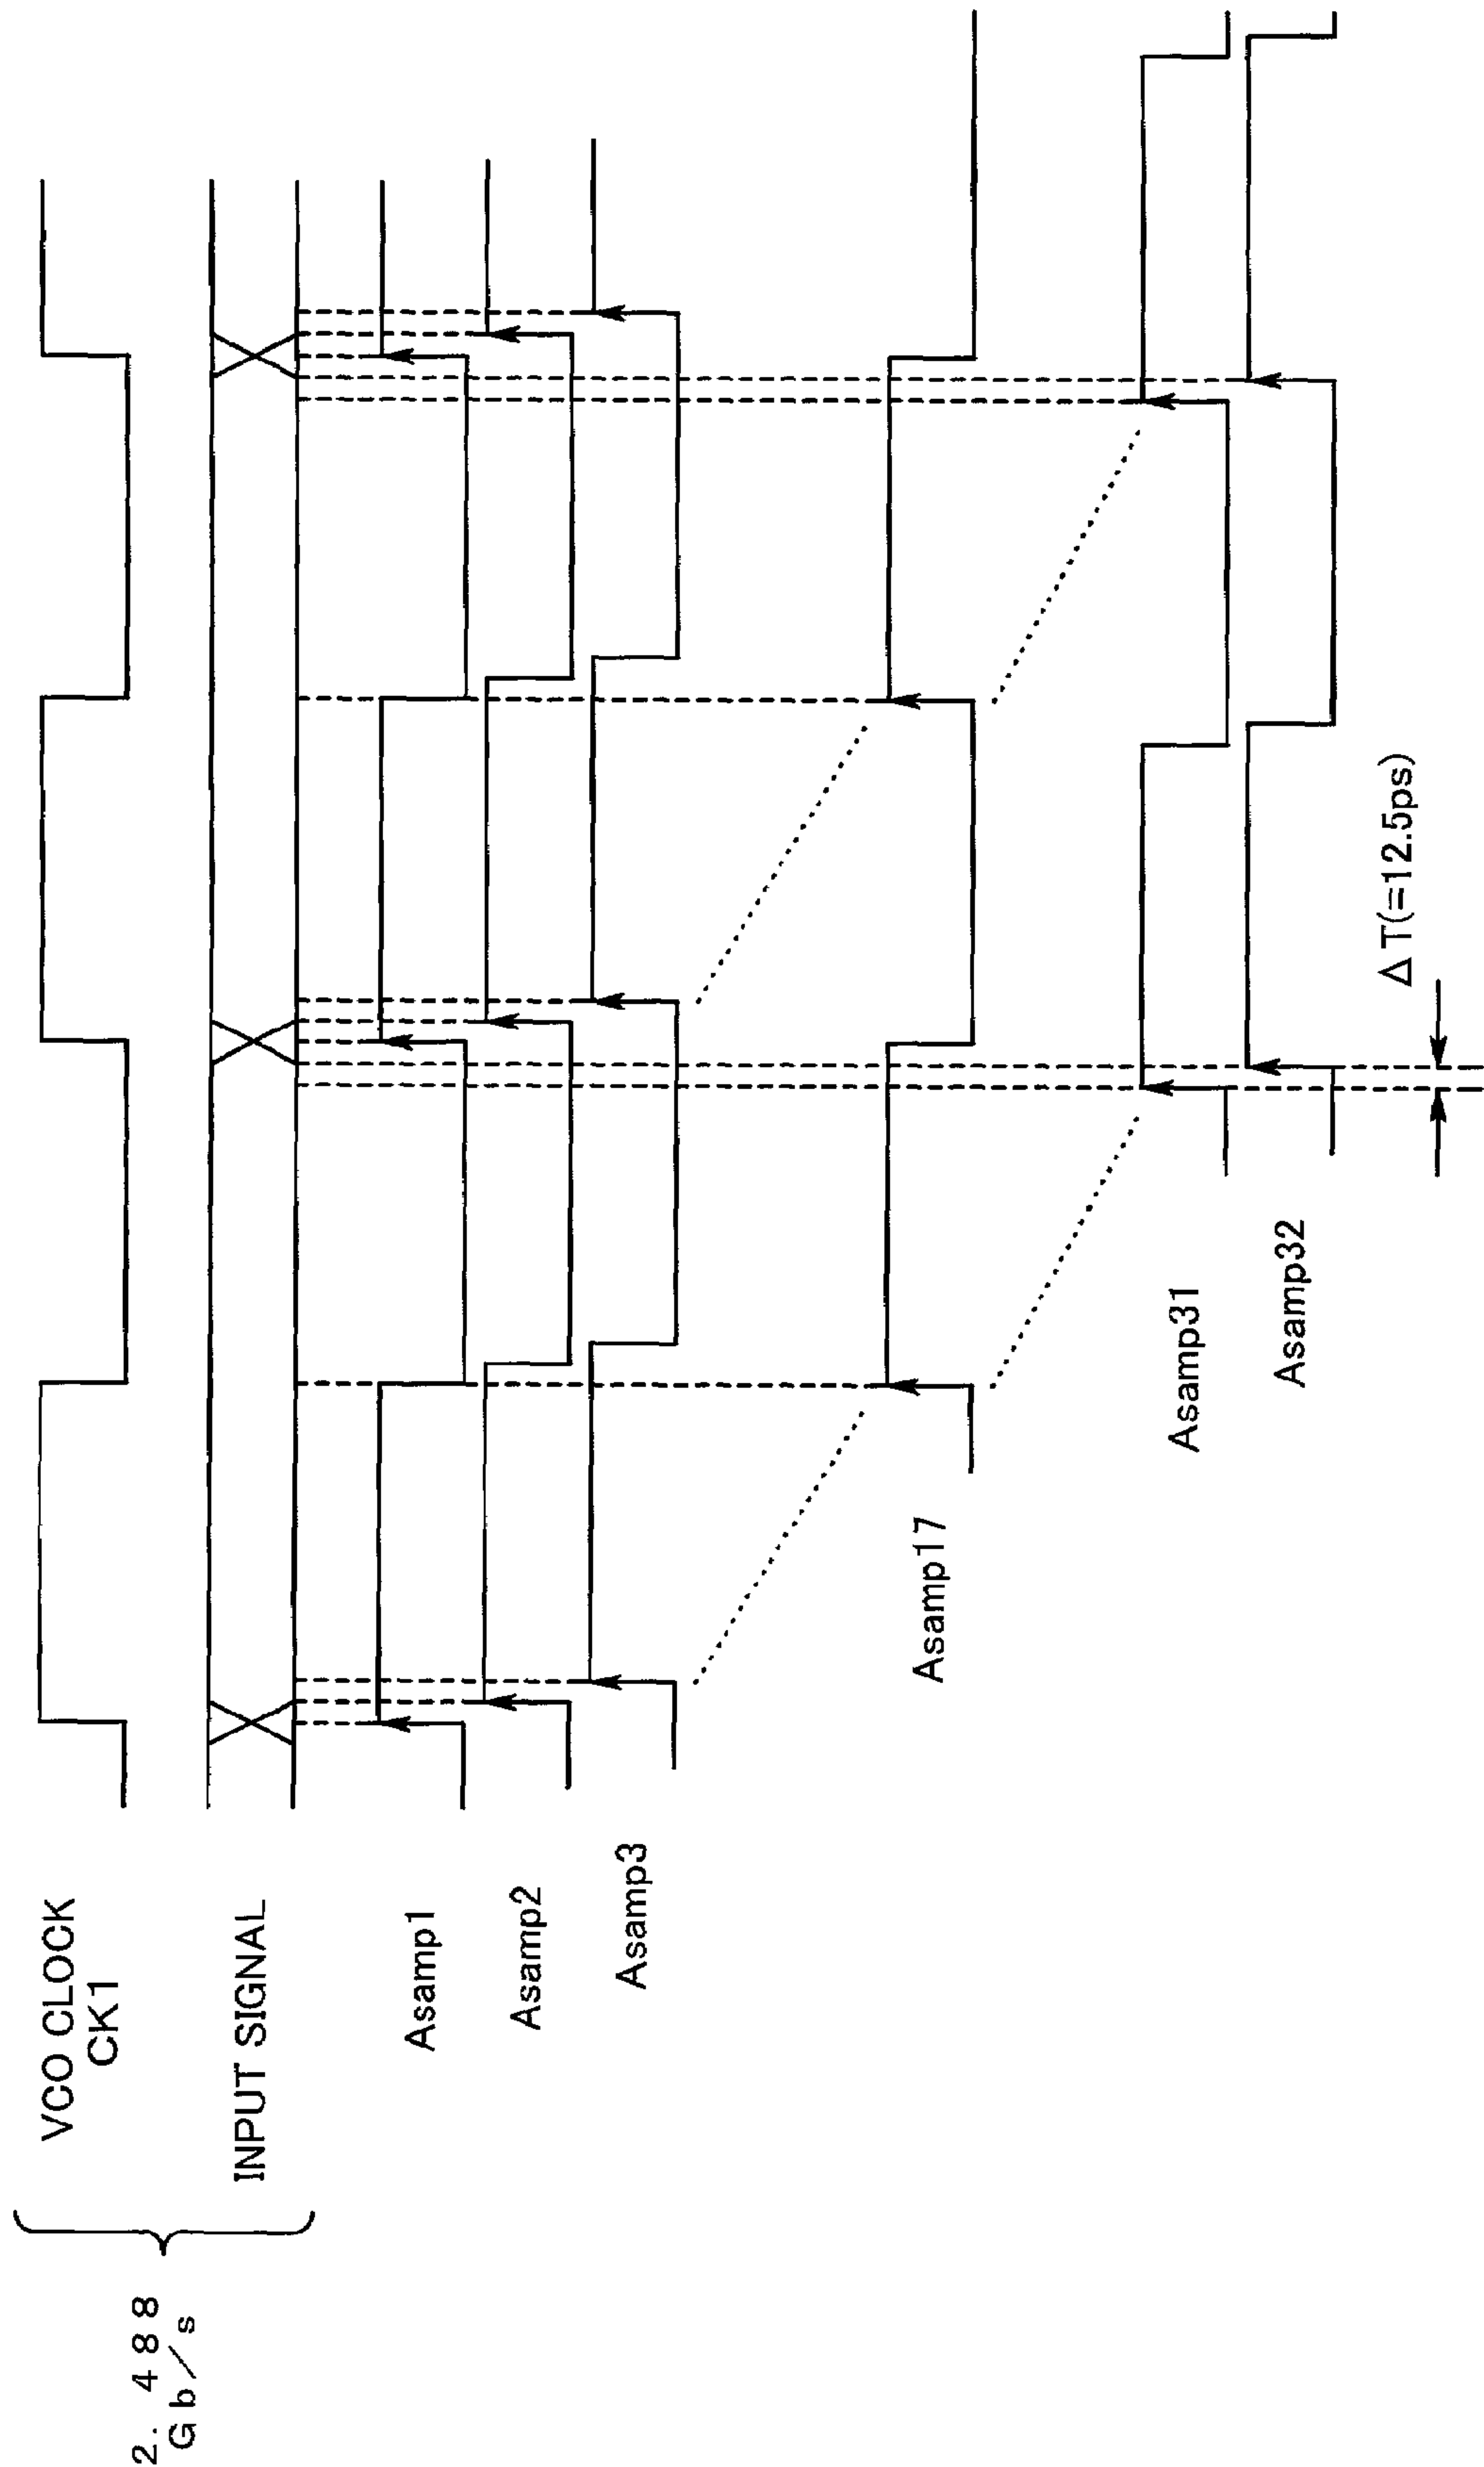 2. 488
Gb/s
VCO CLOCK
CK1
INPUT SIGNAL
Asamp1
Asamp2
Asamp3
Asamp17
Asamp31
Asamp32
ΔT(=12.5ps)